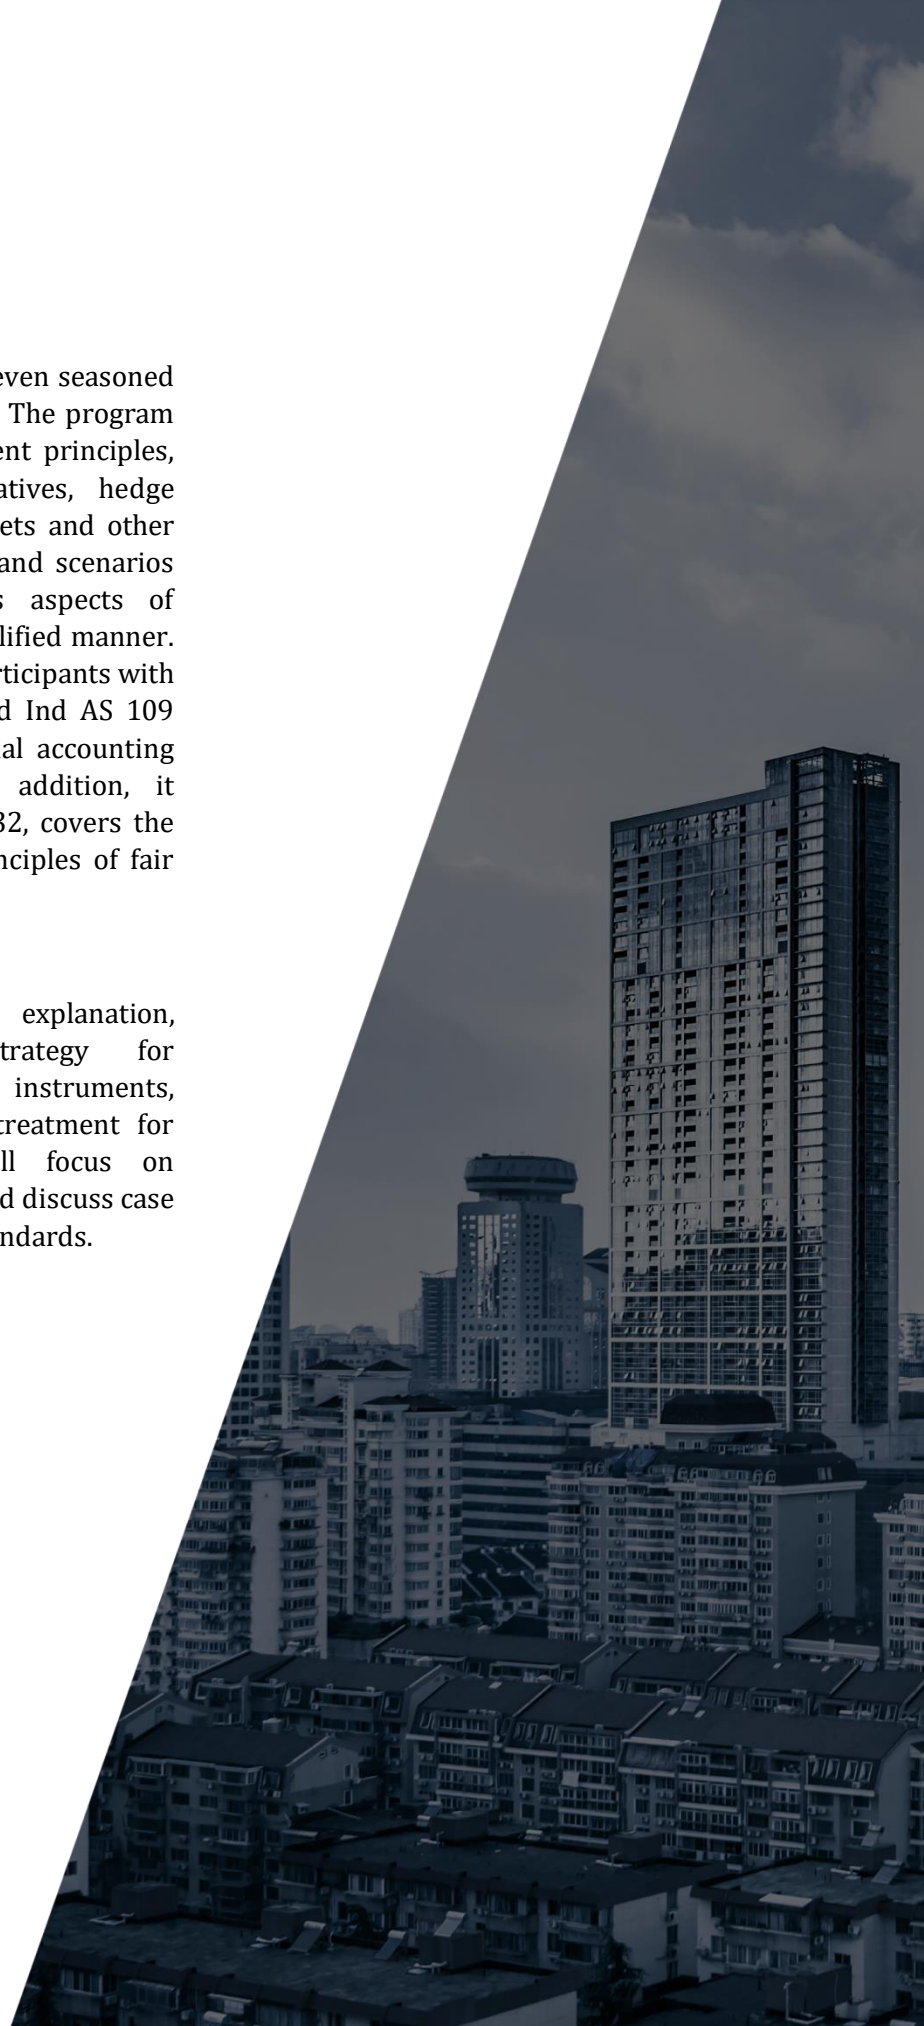 even seasoned
The program
ent principles,
atives, hedge
ets and other
and scenarios
s aspects of
lified manner.
rticipants with
d Ind AS 109
al accounting
addition, it
32, covers the
nciples of fair
explanation,
trategy for
instruments,
treatment for
ll focus on
d discuss case
ndards.